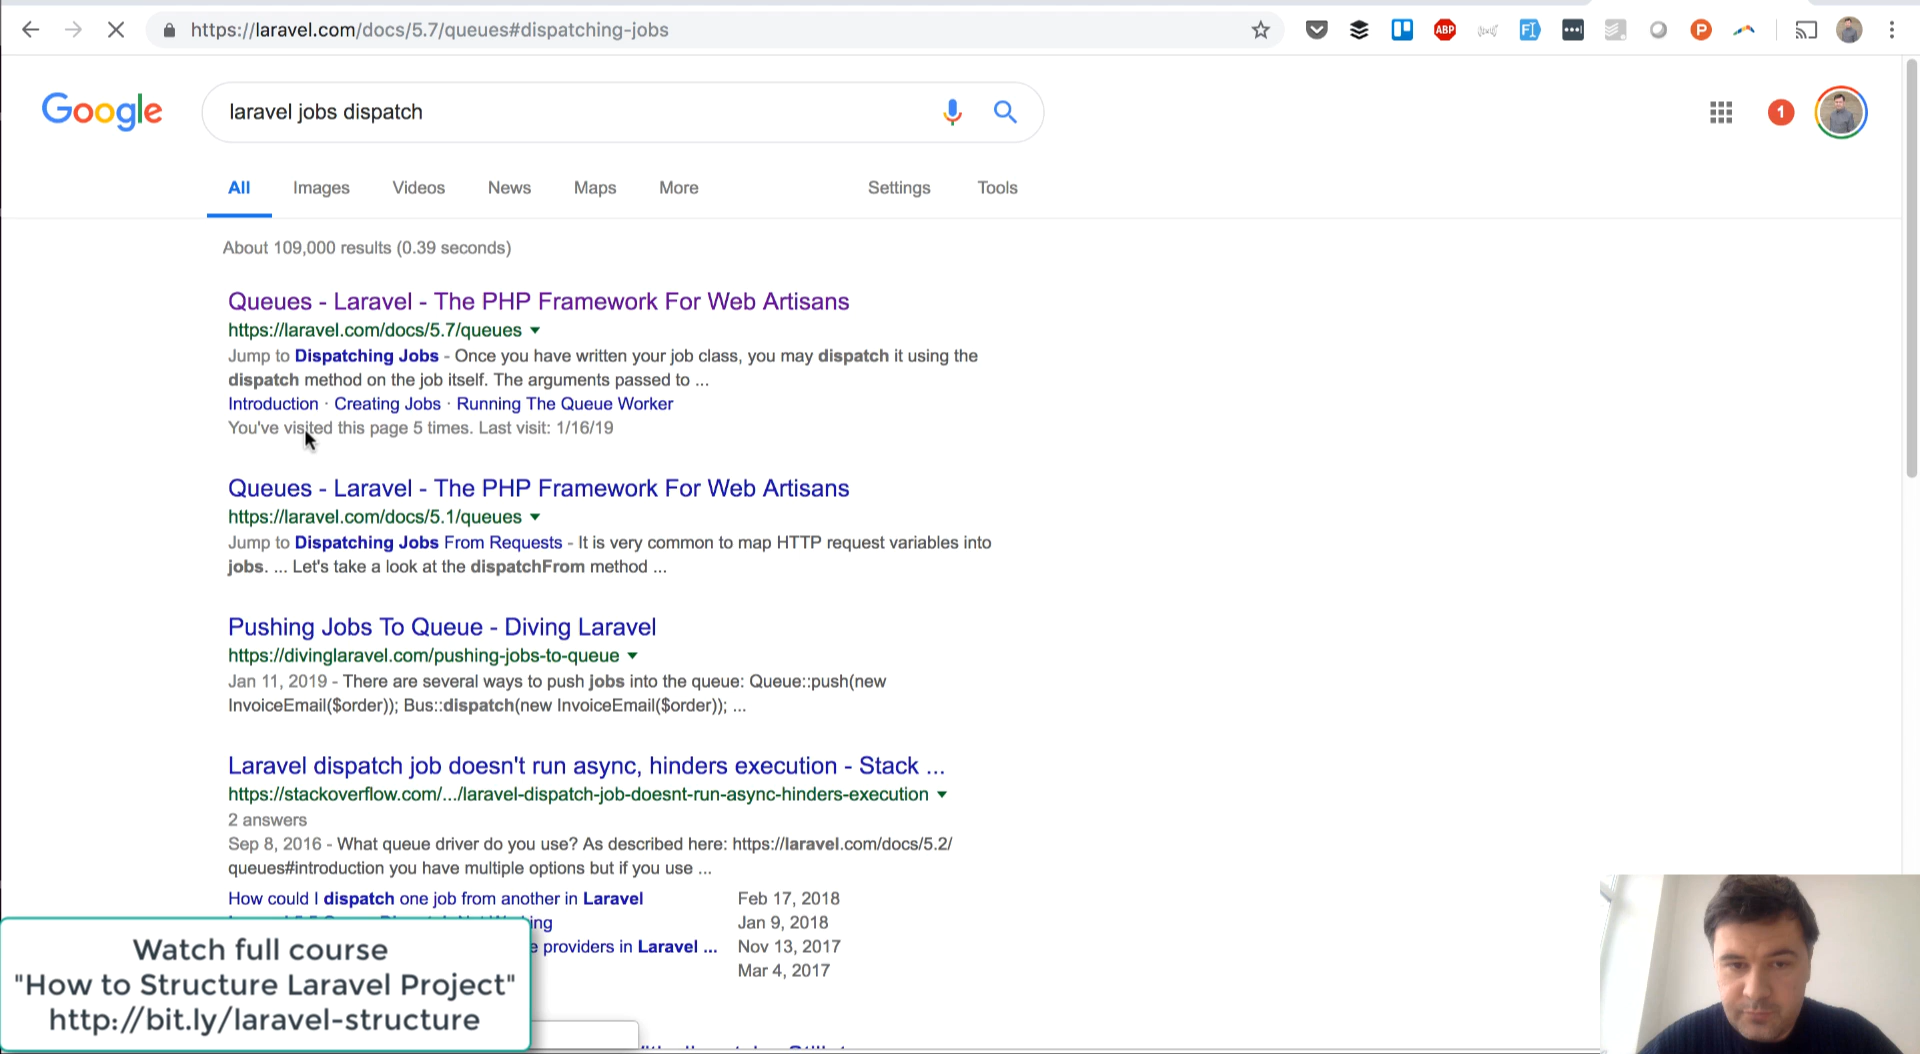 https://laravel.com/docs/5.7/queues#dispatching-jobs
ABP
P
Google
laravel jobs dispatch
1
All
Images
Videos
News
Maps
More
Settings
Tools
About 109,000 results (0.39 seconds)
Queues - Laravel - The PHP Framework For Web Artisans
https://laravel.com/docs/5.7/queues
Jump to Dispatching Jobs - Once you have written your job class, you may dispatch it using the
dispatch method on the job itself. The arguments passed to ...
Introduction · Creating Jobs · Running The Queue Worker
You've visited this page 5 times. Last visit: 1/16/19
Queues - Laravel - The PHP Framework For Web Artisans
https://laravel.com/docs/5.1/queues
Jump to Dispatching Jobs From Requests - It is very common to map HTTP request variables into
jobs. ... Let's take a look at the dispatchFrom method ...
Pushing Jobs To Queue - Diving Laravel
https://divinglaravel.com/pushing-jobs-to-queue
Jan 11, 2019 - There are several ways to push jobs into the queue: Queue::push(new
InvoiceEmail($order)); Bus::dispatch(new InvoiceEmail($order)); ...
Laravel dispatch job doesn't run async, hinders execution - Stack ...
https://stackoverflow.com/.../laravel-dispatch-job-doesnt-run-async-hinders-execution
2 answers
Sep 8, 2016 - What queue driver do you use? As described here: https://laravel.com/docs/5.2/
queues#introduction you have multiple options but if you use ...
How could I dispatch one job from another in Laravel Feb 17, 2018
Jan 9, 2018
providers in Laravel ... Nov 13, 2017
Mar 4, 2017
Watch full course
"How to Structure Laravel Project"
http://bit.ly/laravel-structure